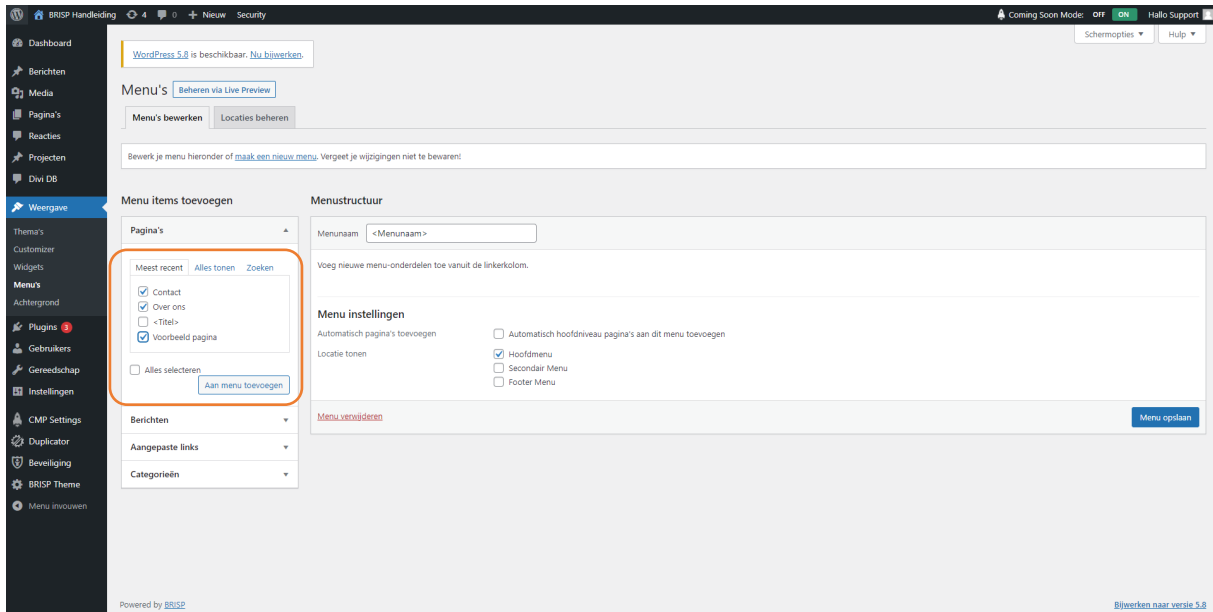 BRISP Handleiding 4 0 + Nieuw Security Coming Soon Mode: OFF ON Hallo Support
Dashboard
Berichten
Media
Pagina's
Reacties
Projecten
Divi DB
Weergave
Thema's
Customizer
Widgets
Menu's
Achtergrond
Plugins 3
Gebruikers
Gereedschap
Instellingen
CMP Settings
Duplicator
Beveiliging
BRISP Theme
Menu invouwen
Schermopties ▼ Hulp ▼
WordPress 5.8 is beschikbaar. Nu bijwerken.
Menu's Beheren via Live Preview
Menu's bewerken Locaties beheren
Bewerk je menu hieronder of maak een nieuw menu. Vergeet je wijzigingen niet te bewaren!
Menu items toevoegen
Pagina's
Meest recent Alles tonen Zoeken
Contact
Over ons
<Titel>
Voorbeeld pagina
Alles selecteren
Aan menu toevoegen
Berichten
Aangepaste links
Categorieën
Menustructuur
Menunaam <Menunaam>
Voeg nieuwe menu-onderdelen toe vanuit de linkerkolom.
Menu instellingen
Automatisch pagina's toevoegen Automatisch hoofdniveau pagina's aan dit menu toevoegen
Locatie tonen Hoofdmenu
Secondair Menu
Footer Menu
Menu verwijderen Menu opslaan
Powered by BRISP Bijwerken naar versie 5.8